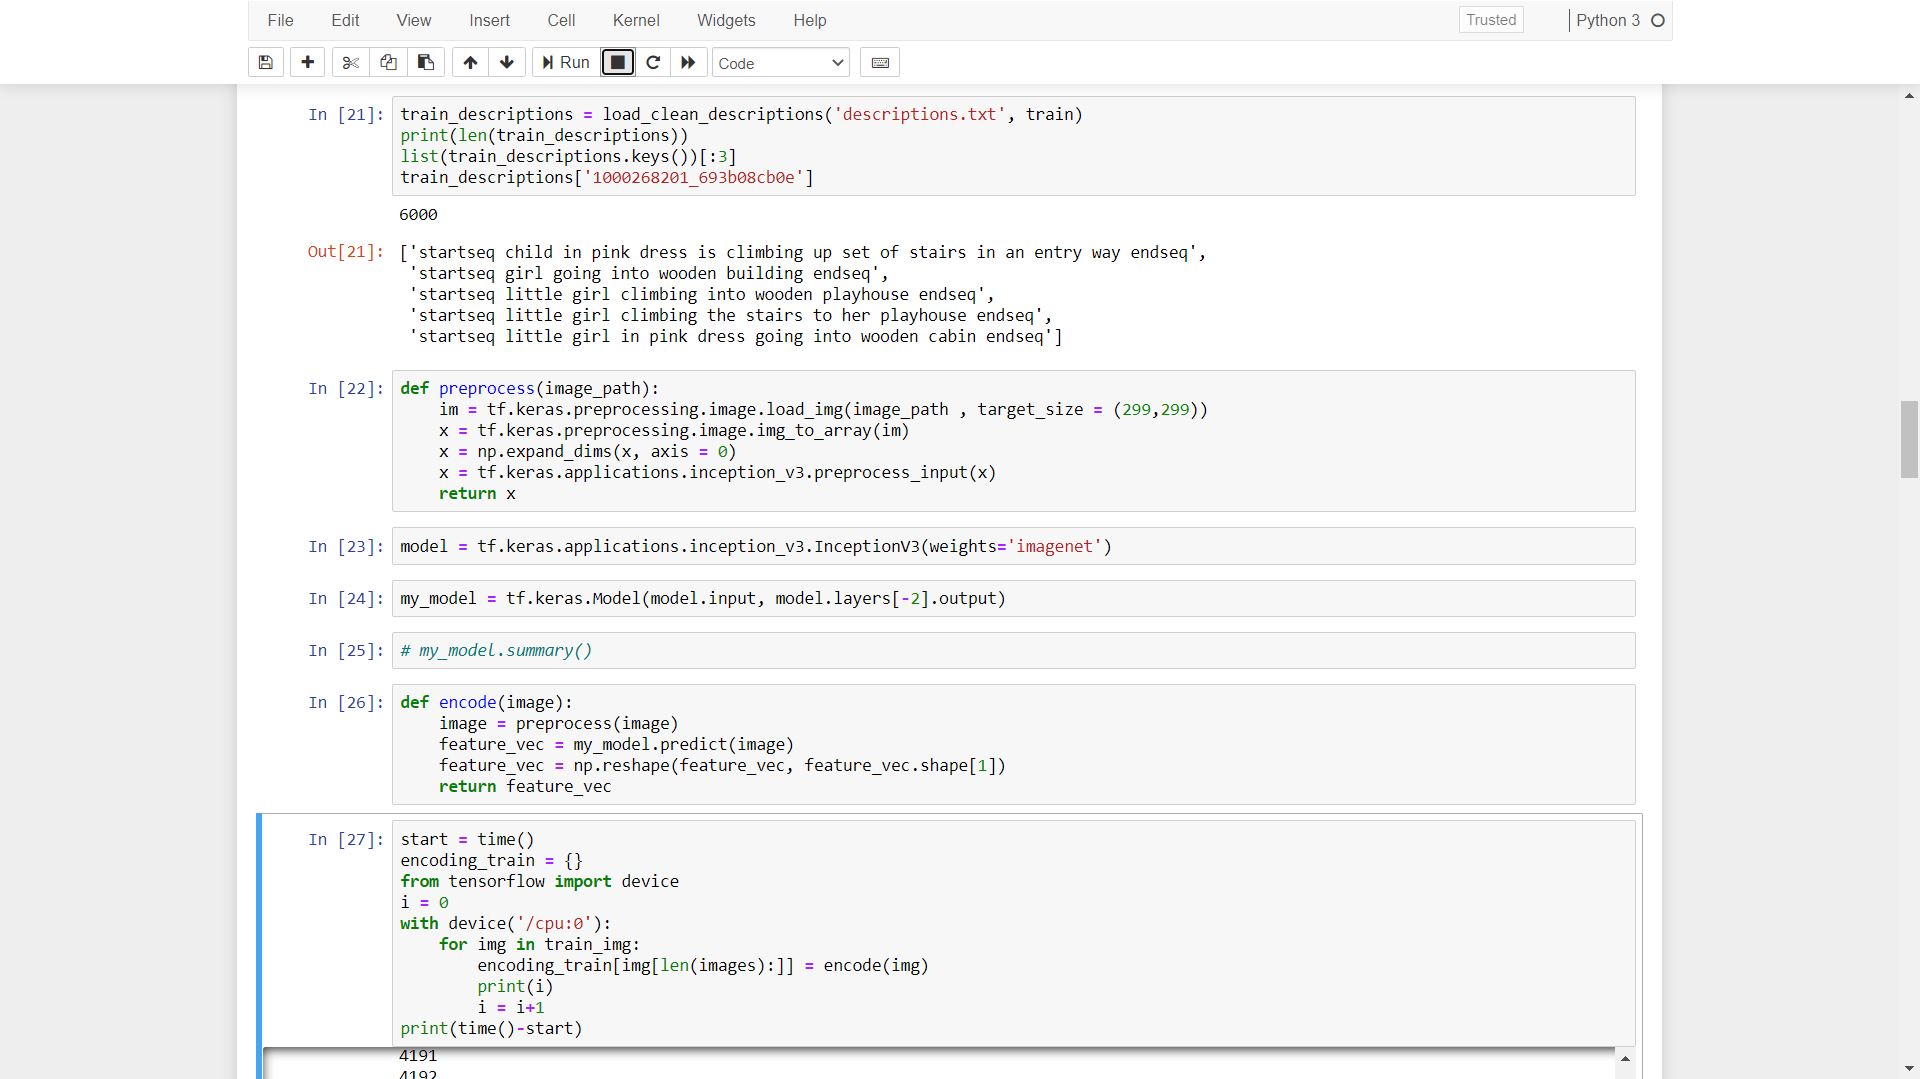 File Edit View Insert Cell Kernel Widgets Help Trusted Python 3
Run Code
In [21]: train_descriptions = load_clean_descriptions('descriptions.txt', train)
print(len(train_descriptions))
list(train_descriptions.keys())[:3]
train_descriptions['1000268201_693b08cb0e']
6000
Out[21]: ['startseq child in pink dress is climbing up set of stairs in an entry way endseq',
'startseq girl going into wooden building endseq',
'startseq little girl climbing into wooden playhouse endseq',
'startseq little girl climbing the stairs to her playhouse endseq',
'startseq little girl in pink dress going into wooden cabin endseq']
In [22]: def preprocess(image_path):
im = tf.keras.preprocessing.image.load_img(image_path , target_size = (299,299))
x = tf.keras.preprocessing.image.img_to_array(im)
x = np.expand_dims(x, axis = 0)
x = tf.keras.applications.inception_v3.preprocess_input(x)
return x
In [23]: model = tf.keras.applications.inception_v3.InceptionV3(weights='imagenet')
In [24]: my_model = tf.keras.Model(model.input, model.layers[-2].output)
In [25]: # my_model.summary()
In [26]: def encode(image):
image = preprocess(image)
feature_vec = my_model.predict(image)
feature_vec = np.reshape(feature_vec, feature_vec.shape[1])
return feature_vec
In [27]: start = time()
encoding_train = {}
from tensorflow import device
i = 0
with device('/cpu:0'):
for img in train_img:
encoding_train[img[len(images):]] = encode(img)
print(i)
i = i+1
print(time()-start)
4191
4192